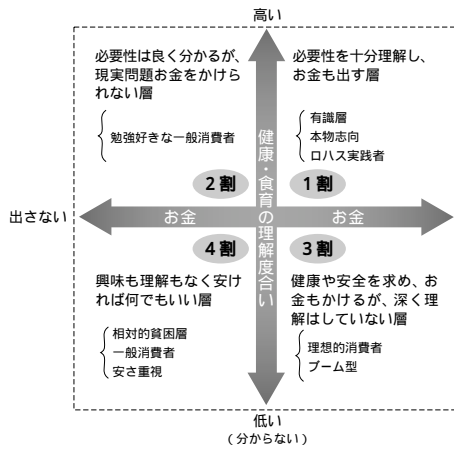 高い
必要性は良く分かるが、
現実問題お金をかけら
れない層
勉強好きな一般消費者
必要性を十分理解し、
お金も出す層
有識層
本物志向
ロハス実践者
2割
1割
出さない
お金
健康・食育の理解度合い
お金
4割
3割
興味も理解もなく安け
れば何でもいい層
相対的貧困層
一般消費者
安さ重視
健康や安全を求め、お
金もかけるが、深く理
解はしていない層
理想的消費者
ブーム型
低い
（分からない）